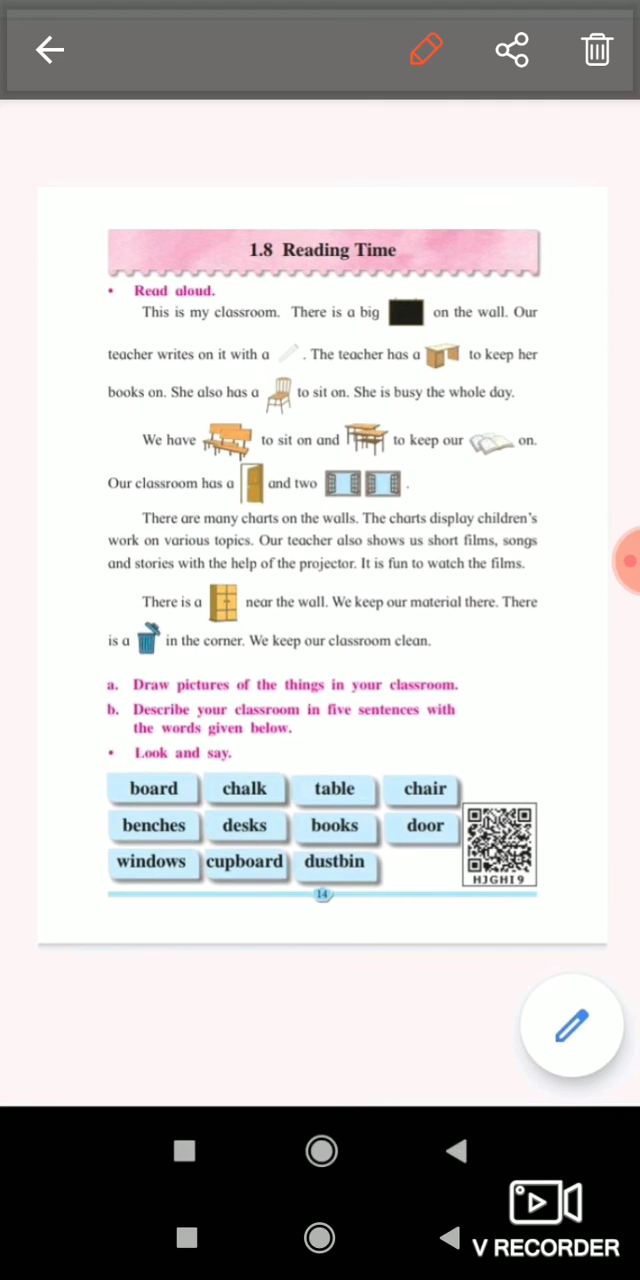 1.8 Reading Time
• Read aloud.
This is my classroom. There is a big on the wall. Our
teacher writes on it with a . The teacher has a to keep her
books on. She also has a to sit on. She is busy the whole day.
We have to sit on and to keep our on.
Our classroom has a and two .
There are many charts on the walls. The charts display children's
work on various topics. Our teacher also shows us short films, songs
and stories with the help of the projector. It is fun to watch the films.
There is a near the wall. We keep our material there. There
is a in the corner. We keep our classroom clean.
a. Draw pictures of the things in your classroom.
b. Describe your classroom in five sentences with
the words given below.
• Look and say.
board chalk table chair
benches desks books door
windows cupboard dustbin
HJGHI9
14
V RECORDER